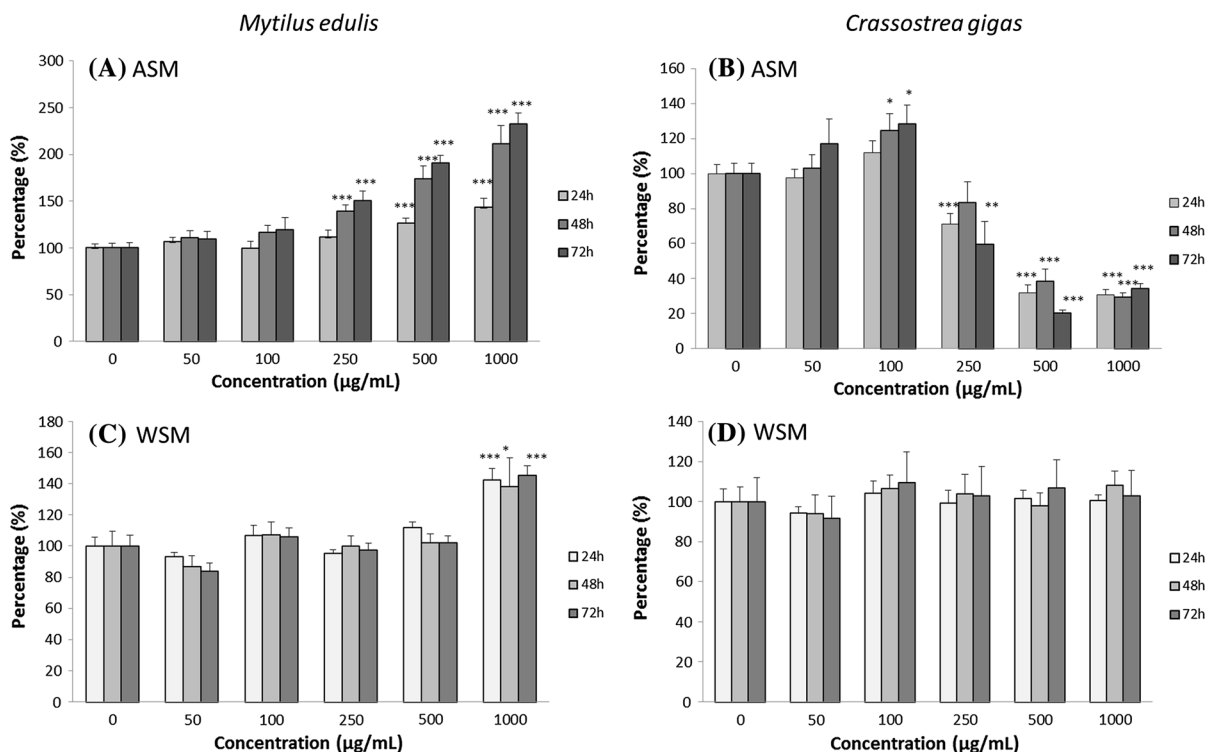 Mytilus edulis
Crassostrea gigas
(A) ASM
300
250
200
150
100
50
0
Percentage (%)
***
***
***
***
***
***
***
***
24h
48h
72h
0 50 100 250 500 1000
Concentration (µg/mL)
(B) ASM
160
140
120
100
80
60
40
20
0
Percentage (%)
*
*
***
**
***
***
***
***
***
***
24h
48h
72h
0 50 100 250 500 1000
Concentration (µg/mL)
(C) WSM
180
160
140
120
100
80
60
40
20
0
Percentage (%)
***
*
***
24h
48h
72h
0 50 100 250 500 1000
Concentration (µg/mL)
(D) WSM
140
120
100
80
60
40
20
0
Percentage (%)
24h
48h
72h
0 50 100 250 500 1000
Concentration (µg/mL)